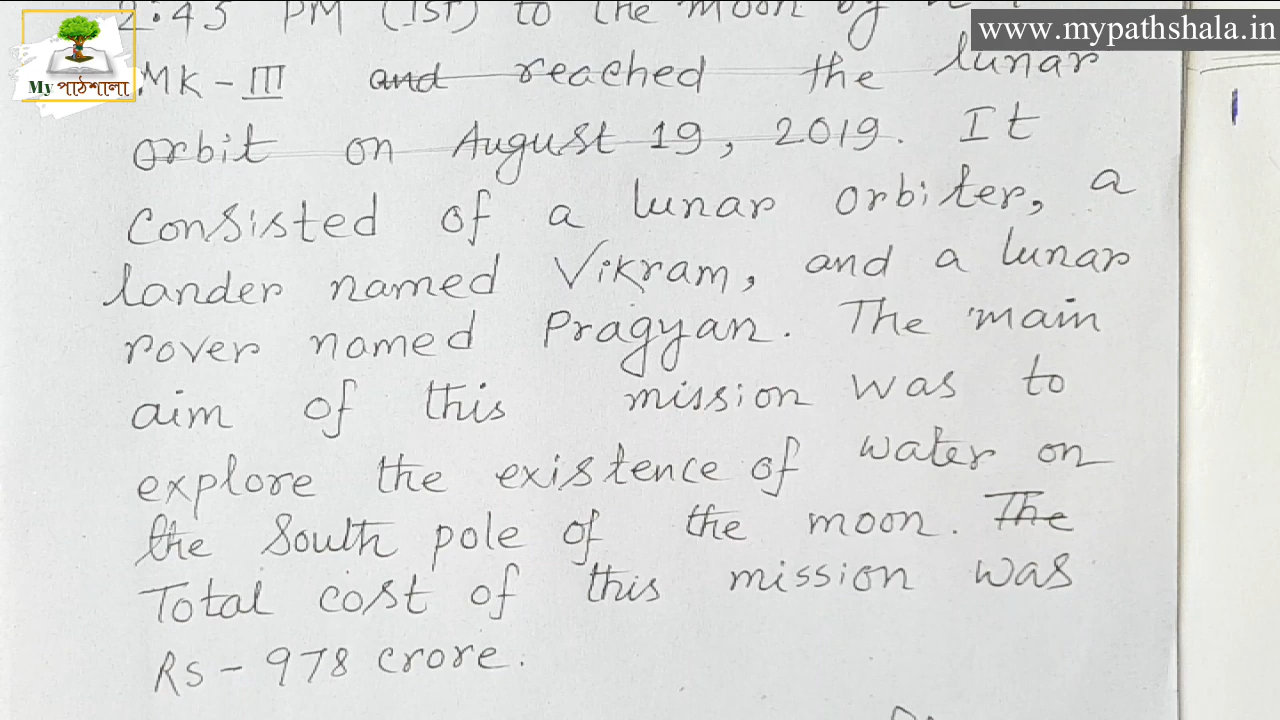 2:43 PM (IST) to the moon by
www.mypathshala.in
My পাঠশালা
MK-III and reached the lunar
orbit on August 19, 2019. It
consisted of a lunar orbiter, a
lander named Vikram, and a lunar
rover named Pragyan. The main
aim of this mission was to
explore the existence of water on
the South pole of the moon. The
Total cost of this mission was
Rs - 978 crore.